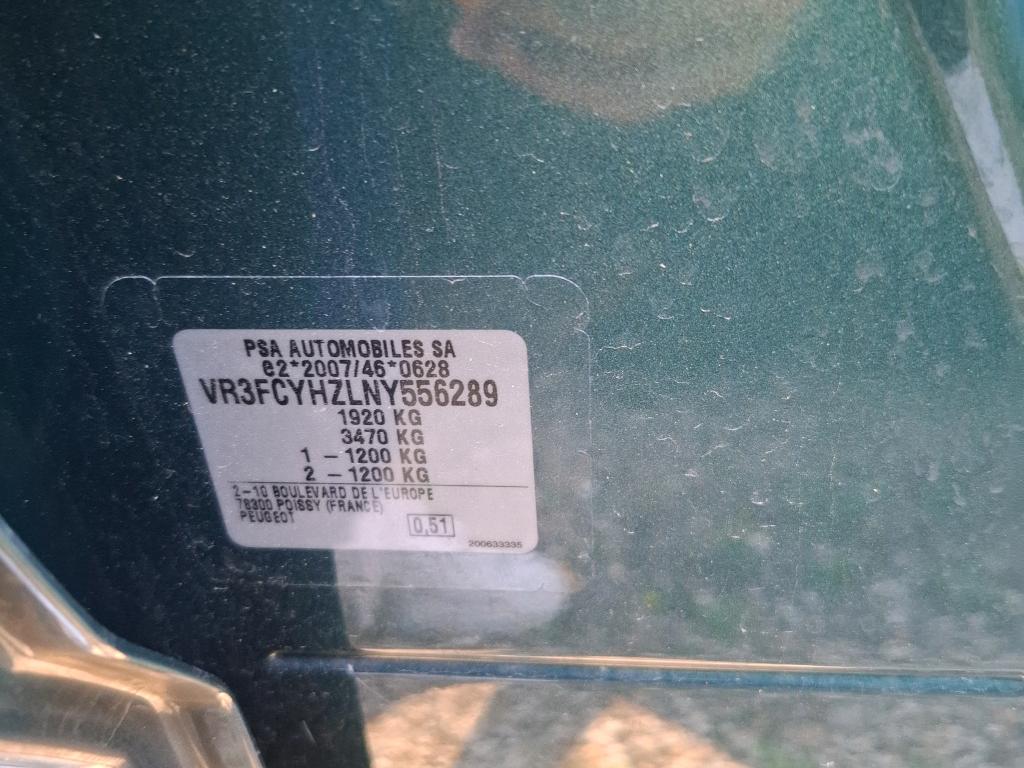 PSA AUTOMOBILES SA
e2*2007/46*0628
VR3FCYHZLNY556289
1920 KG
3470 KG
1 – 1200 KG
2 – 1200 KG
2–10 BOULEVARD DE L'EUROPE
78300 POISSY (FRANCE)
PEUGEOT
0,51
200633335